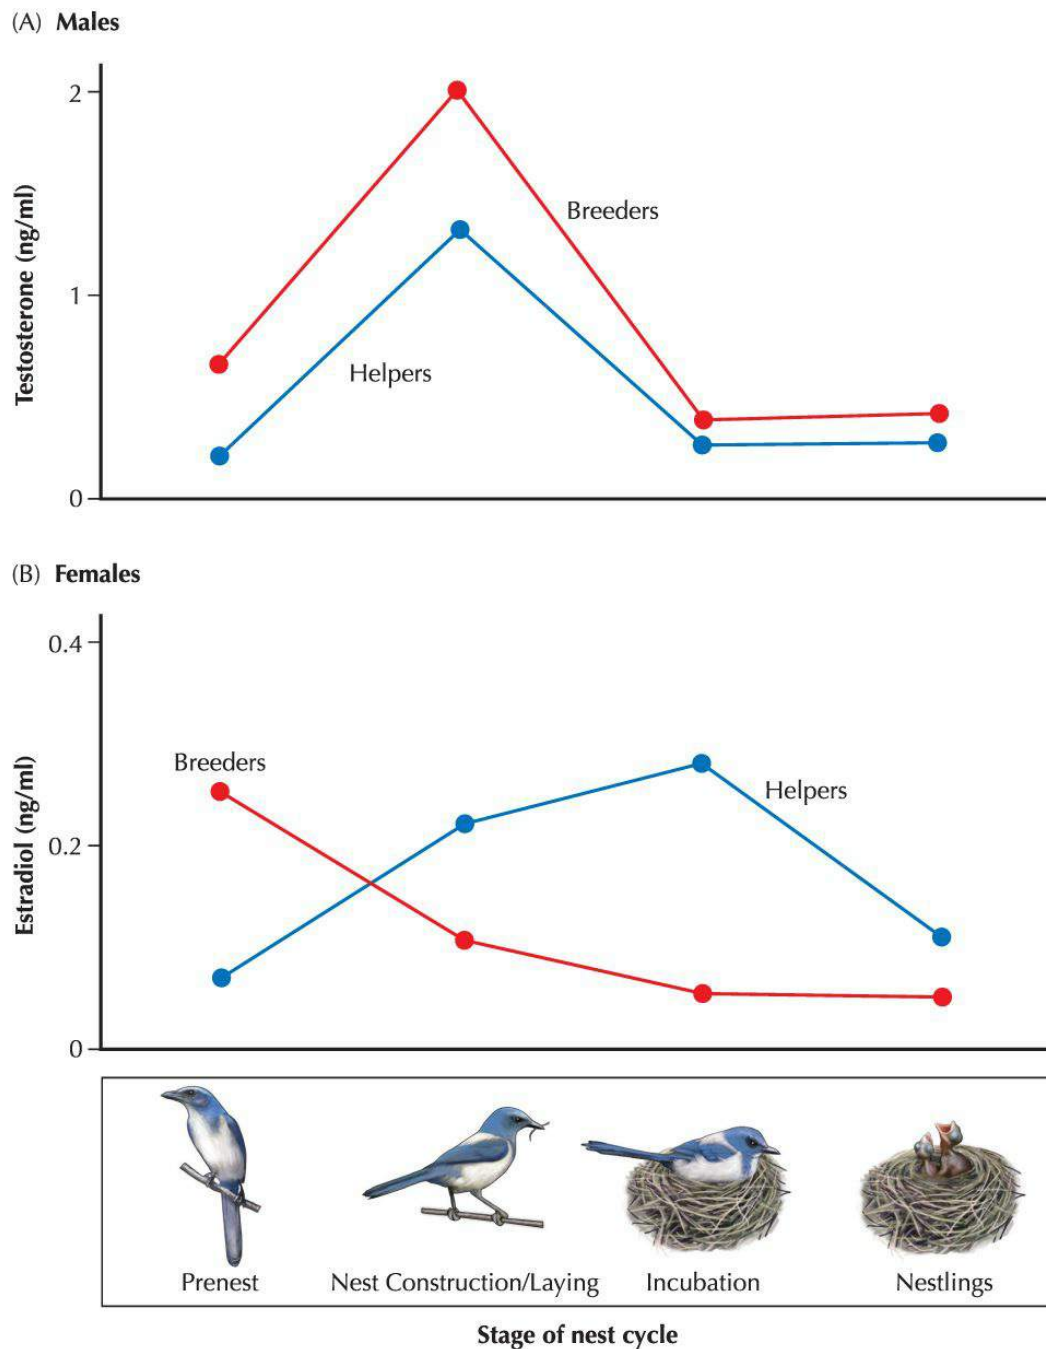 (A) Males
2
Breeders
1
Helpers
0
Testosterone (ng/ml)
(B) Females
0.4
Breeders
Helpers
0.2
0
Estradiol (ng/ml)
Prenest
Nest Construction/Laying
Incubation
Nestlings
Stage of nest cycle